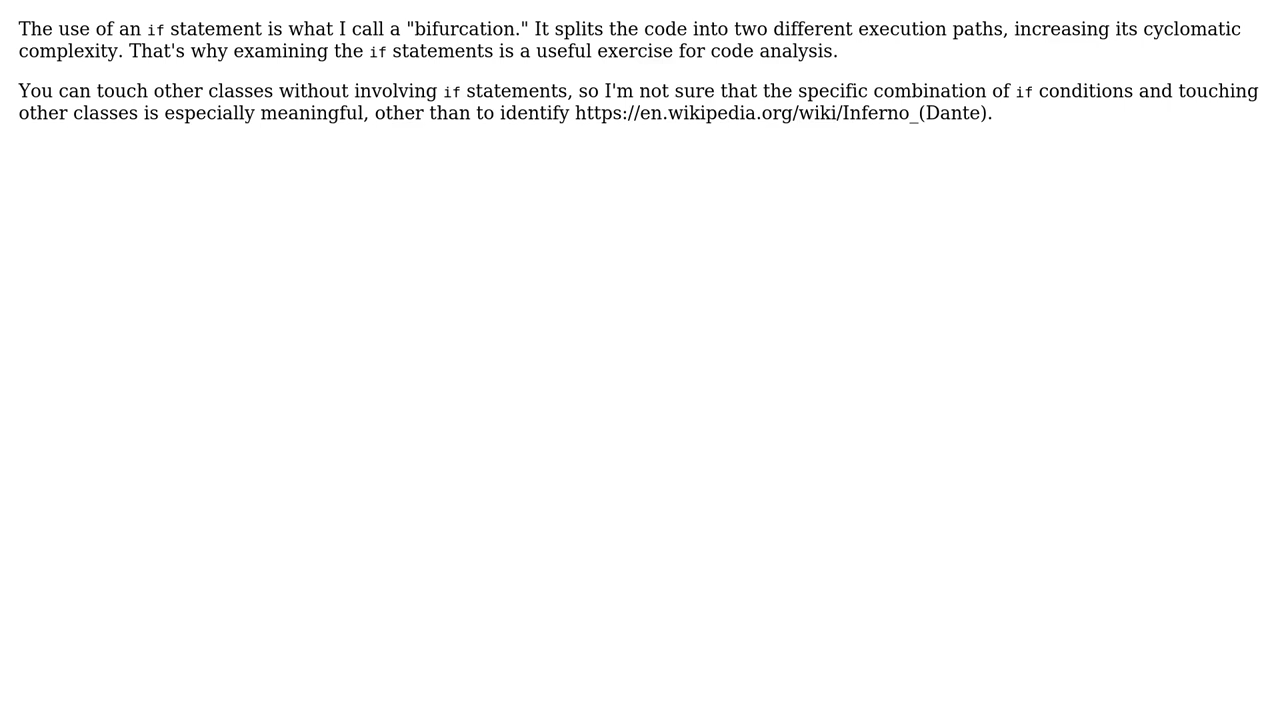 The use of an if statement is what I call a "bifurcation." It splits the code into two different execution paths, increasing its cyclomatic
complexity. That's why examining the if statements is a useful exercise for code analysis.
You can touch other classes without involving if statements, so I'm not sure that the specific combination of if conditions and touching
other classes is especially meaningful, other than to identify https://en.wikipedia.org/wiki/Inferno_(Dante).